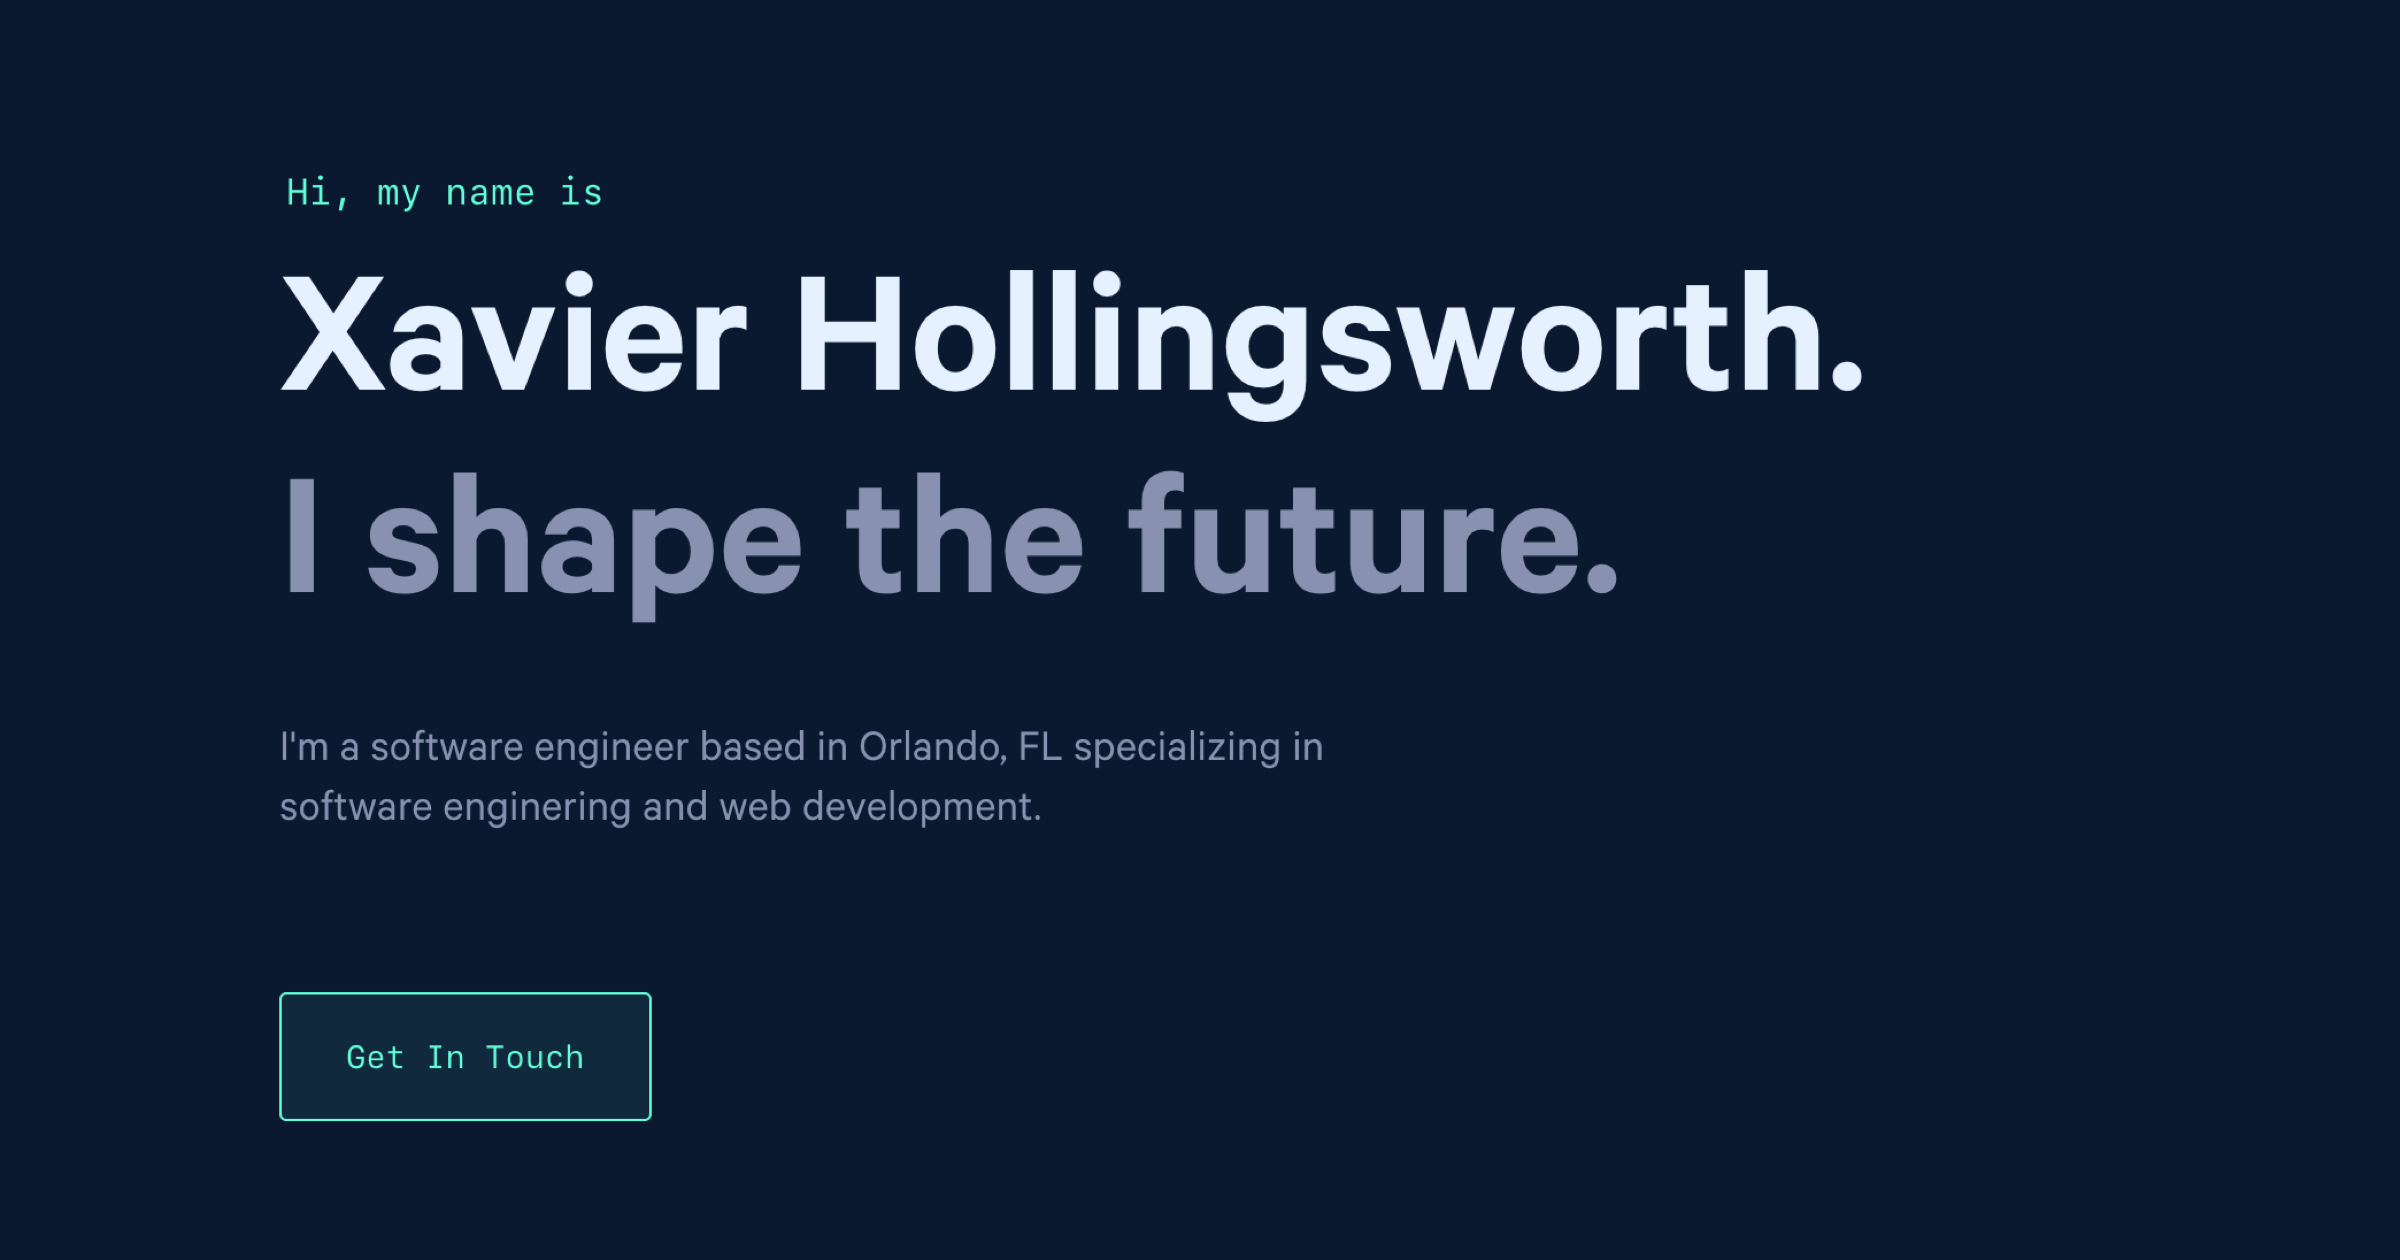 Hi, my name is
Xavier Hollingsworth.
I shape the future.
I'm a software engineer based in Orlando, FL specializing in
software enginering and web development.
Get In Touch